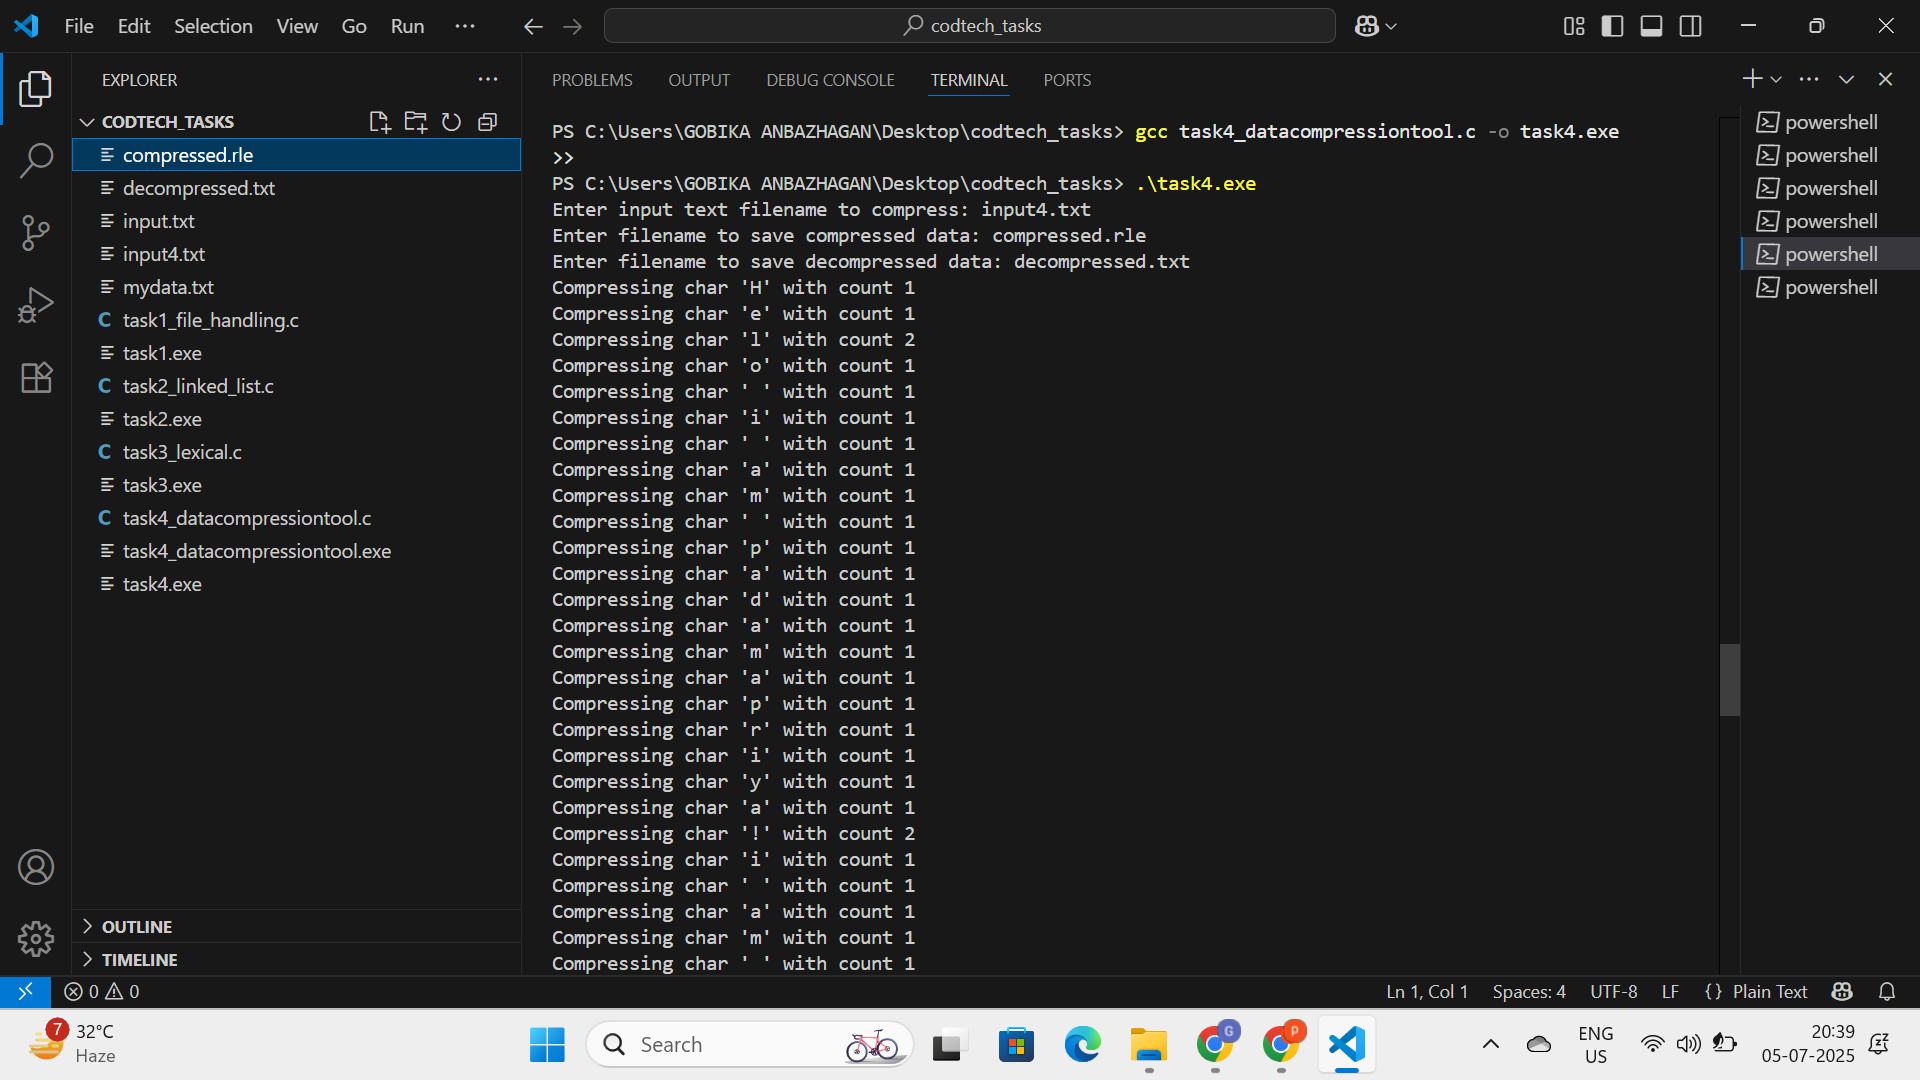 File Edit Selection View Go Run ···
codtech_tasks
EXPLORER
CODTECH_TASKS
compressed.rle
decompressed.txt
input.txt
input4.txt
mydata.txt
C task1_file_handling.c
task1.exe
C task2_linked_list.c
task2.exe
C task3_lexical.c
task3.exe
C task4_datacompressiontool.c
task4_datacompressiontool.exe
task4.exe
OUTLINE
TIMELINE
PROBLEMS OUTPUT DEBUG CONSOLE TERMINAL PORTS
PS C:\Users\GOBIKA ANBAZHAGAN\Desktop\codtech_tasks> gcc task4_datacompressiontool.c -o task4.exe
>>
PS C:\Users\GOBIKA ANBAZHAGAN\Desktop\codtech_tasks> .\task4.exe
Enter input text filename to compress: input4.txt
Enter filename to save compressed data: compressed.rle
Enter filename to save decompressed data: decompressed.txt
Compressing char 'H' with count 1
Compressing char 'e' with count 1
Compressing char 'l' with count 2
Compressing char 'o' with count 1
Compressing char ' ' with count 1
Compressing char 'i' with count 1
Compressing char ' ' with count 1
Compressing char 'a' with count 1
Compressing char 'm' with count 1
Compressing char ' ' with count 1
Compressing char 'p' with count 1
Compressing char 'a' with count 1
Compressing char 'd' with count 1
Compressing char 'a' with count 1
Compressing char 'm' with count 1
Compressing char 'a' with count 1
Compressing char 'p' with count 1
Compressing char 'r' with count 1
Compressing char 'i' with count 1
Compressing char 'y' with count 1
Compressing char 'a' with count 1
Compressing char '!' with count 2
Compressing char 'i' with count 1
Compressing char ' ' with count 1
Compressing char 'a' with count 1
Compressing char 'm' with count 1
Compressing char ' ' with count 1
powershell
powershell
powershell
powershell
powershell
powershell
0 0
Ln 1, Col 1 Spaces: 4 UTF-8 LF {} Plain Text
7
32°C
Haze
Search
G
P
ENG
US
20:39
05-07-2025